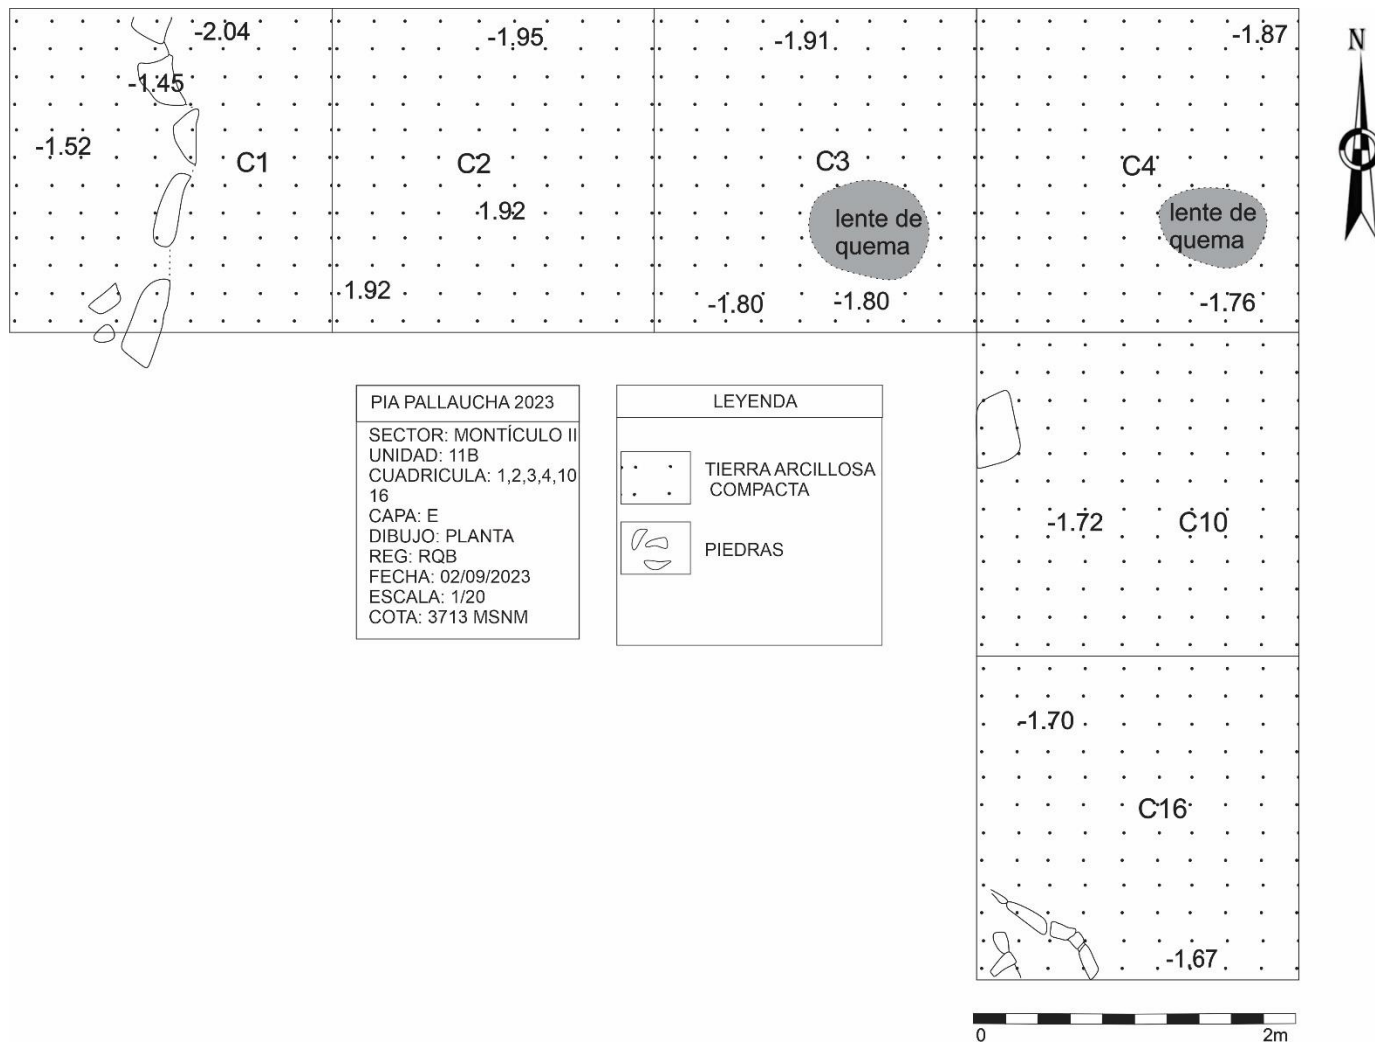 -2.04
-1.95
-1.91
-1.87
N
-1.45
-1.52
C1
C2
C3
C4
1.92
lente de
quema
lente de
quema
1.92
-1.80
-1.80
-1.76
PIA PALLAUCHA 2023
SECTOR: MONTÍCULO II
UNIDAD: 11B
CUADRICULA: 1,2,3,4,10
16
CAPA: E
DIBUJO: PLANTA
REG: RQB
FECHA: 02/09/2023
ESCALA: 1/20
COTA: 3713 MSNM
LEYENDA
TIERRA ARCILLOSA
COMPACTA
PIEDRAS
-1.72
C10
-1.70
C16
-1.67
0
2m